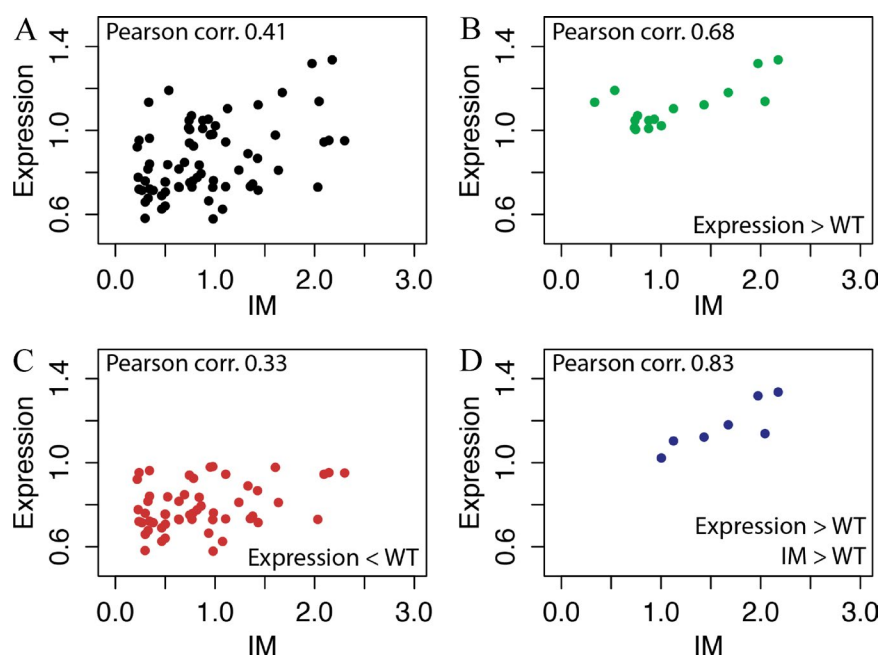 A
Pearson corr. 0.41
Expression
0.6
1.0
1.4
0.0
1.0
2.0
3.0
IM
B
Pearson corr. 0.68
Expression
0.6
1.0
1.4
Expression > WT
0.0
1.0
2.0
3.0
IM
C
Pearson corr. 0.33
Expression
0.6
1.0
1.4
Expression < WT
0.0
1.0
2.0
3.0
IM
D
Pearson corr. 0.83
Expression
0.6
1.0
1.4
Expression > WT
IM > WT
0.0
1.0
2.0
3.0
IM